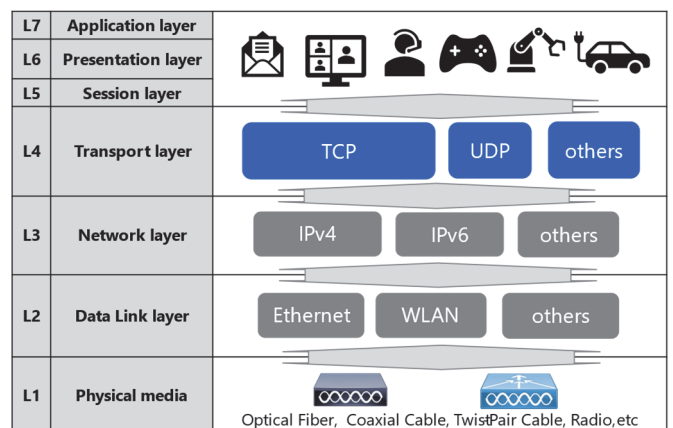 L7 Application layer
L6 Presentation layer
L5 Session layer
L4 Transport layer TCP UDP others
L3 Network layer IPv4 IPv6 others
L2 Data Link layer Ethernet WLAN others
L1 Physical media
Optical Fiber, Coaxial Cable, Twist-Pair Cable, Radio,etc